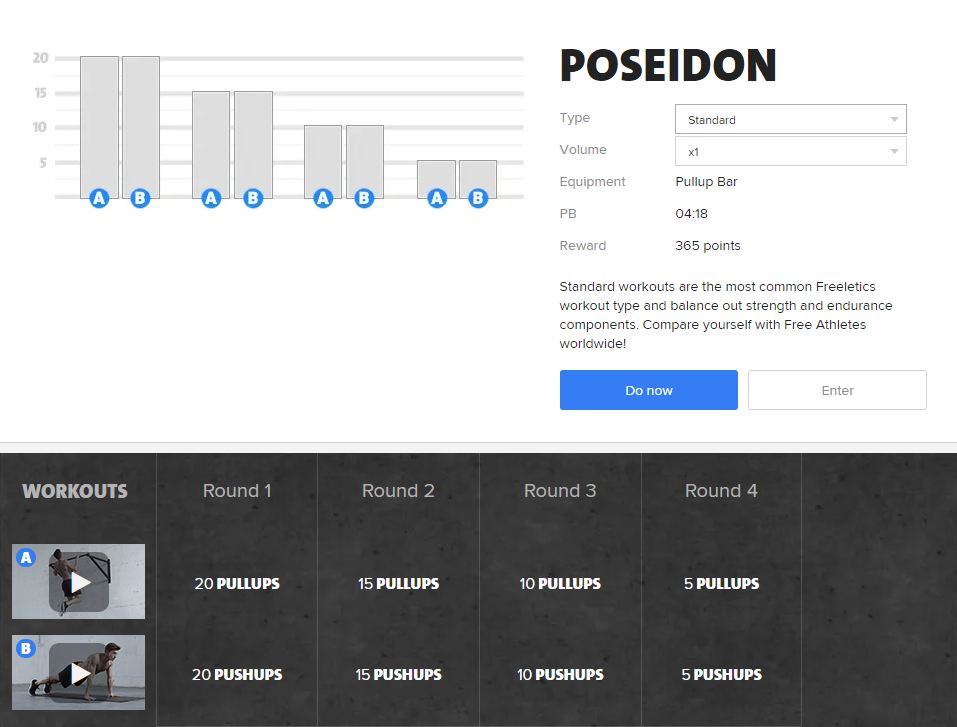 20
15
10
5
A B A B A B A B
POSEIDON
Type Standard
Volume x1
Equipment Pullup Bar
PB 04:18
Reward 365 points
Standard workouts are the most common Freeletics
workout type and balance out strength and endurance
components. Compare yourself with Free Athletes
worldwide!
Do now Enter
WORKOUTS Round 1 Round 2 Round 3 Round 4
A
20 PULLUPS 15 PULLUPS 10 PULLUPS 5 PULLUPS
B
20 PUSHUPS 15 PUSHUPS 10 PUSHUPS 5 PUSHUPS